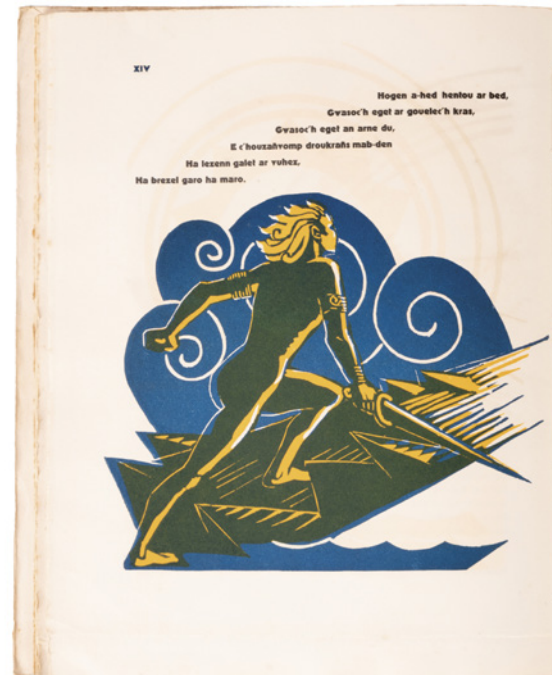 XIV
Hogen a-hed hentou ar bed,
Gwasoc'h eget ar gouelec'h kras,
Gwasoc'h eget an arne du,
E c'houzañvomp droukrañs mab-den
Ha lezenn galet ar vuhez,
Ha brezel garo ha maro.